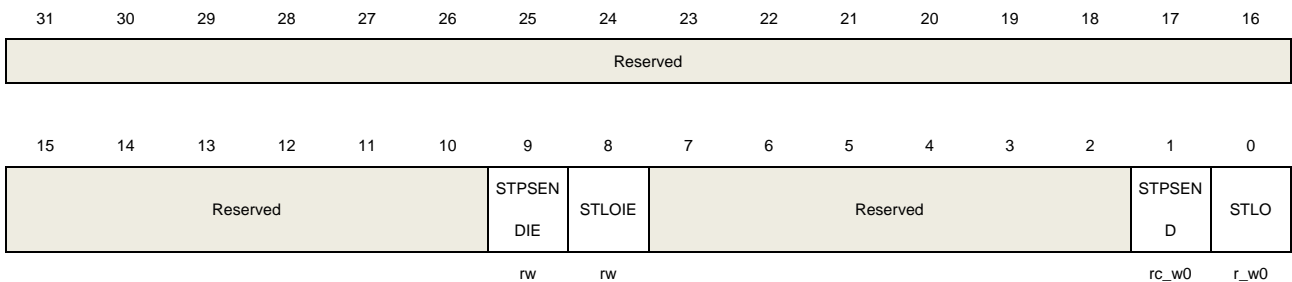 31 30 29 28 27 26 25 24 23 22 21 20 19 18 17 16
Reserved
15 14 13 12 11 10 9 8 7 6 5 4 3 2 1 0
Reserved STPSEN DIE STLOIE Reserved STPSEN D STLO
rw rw rc_w0 r_w0